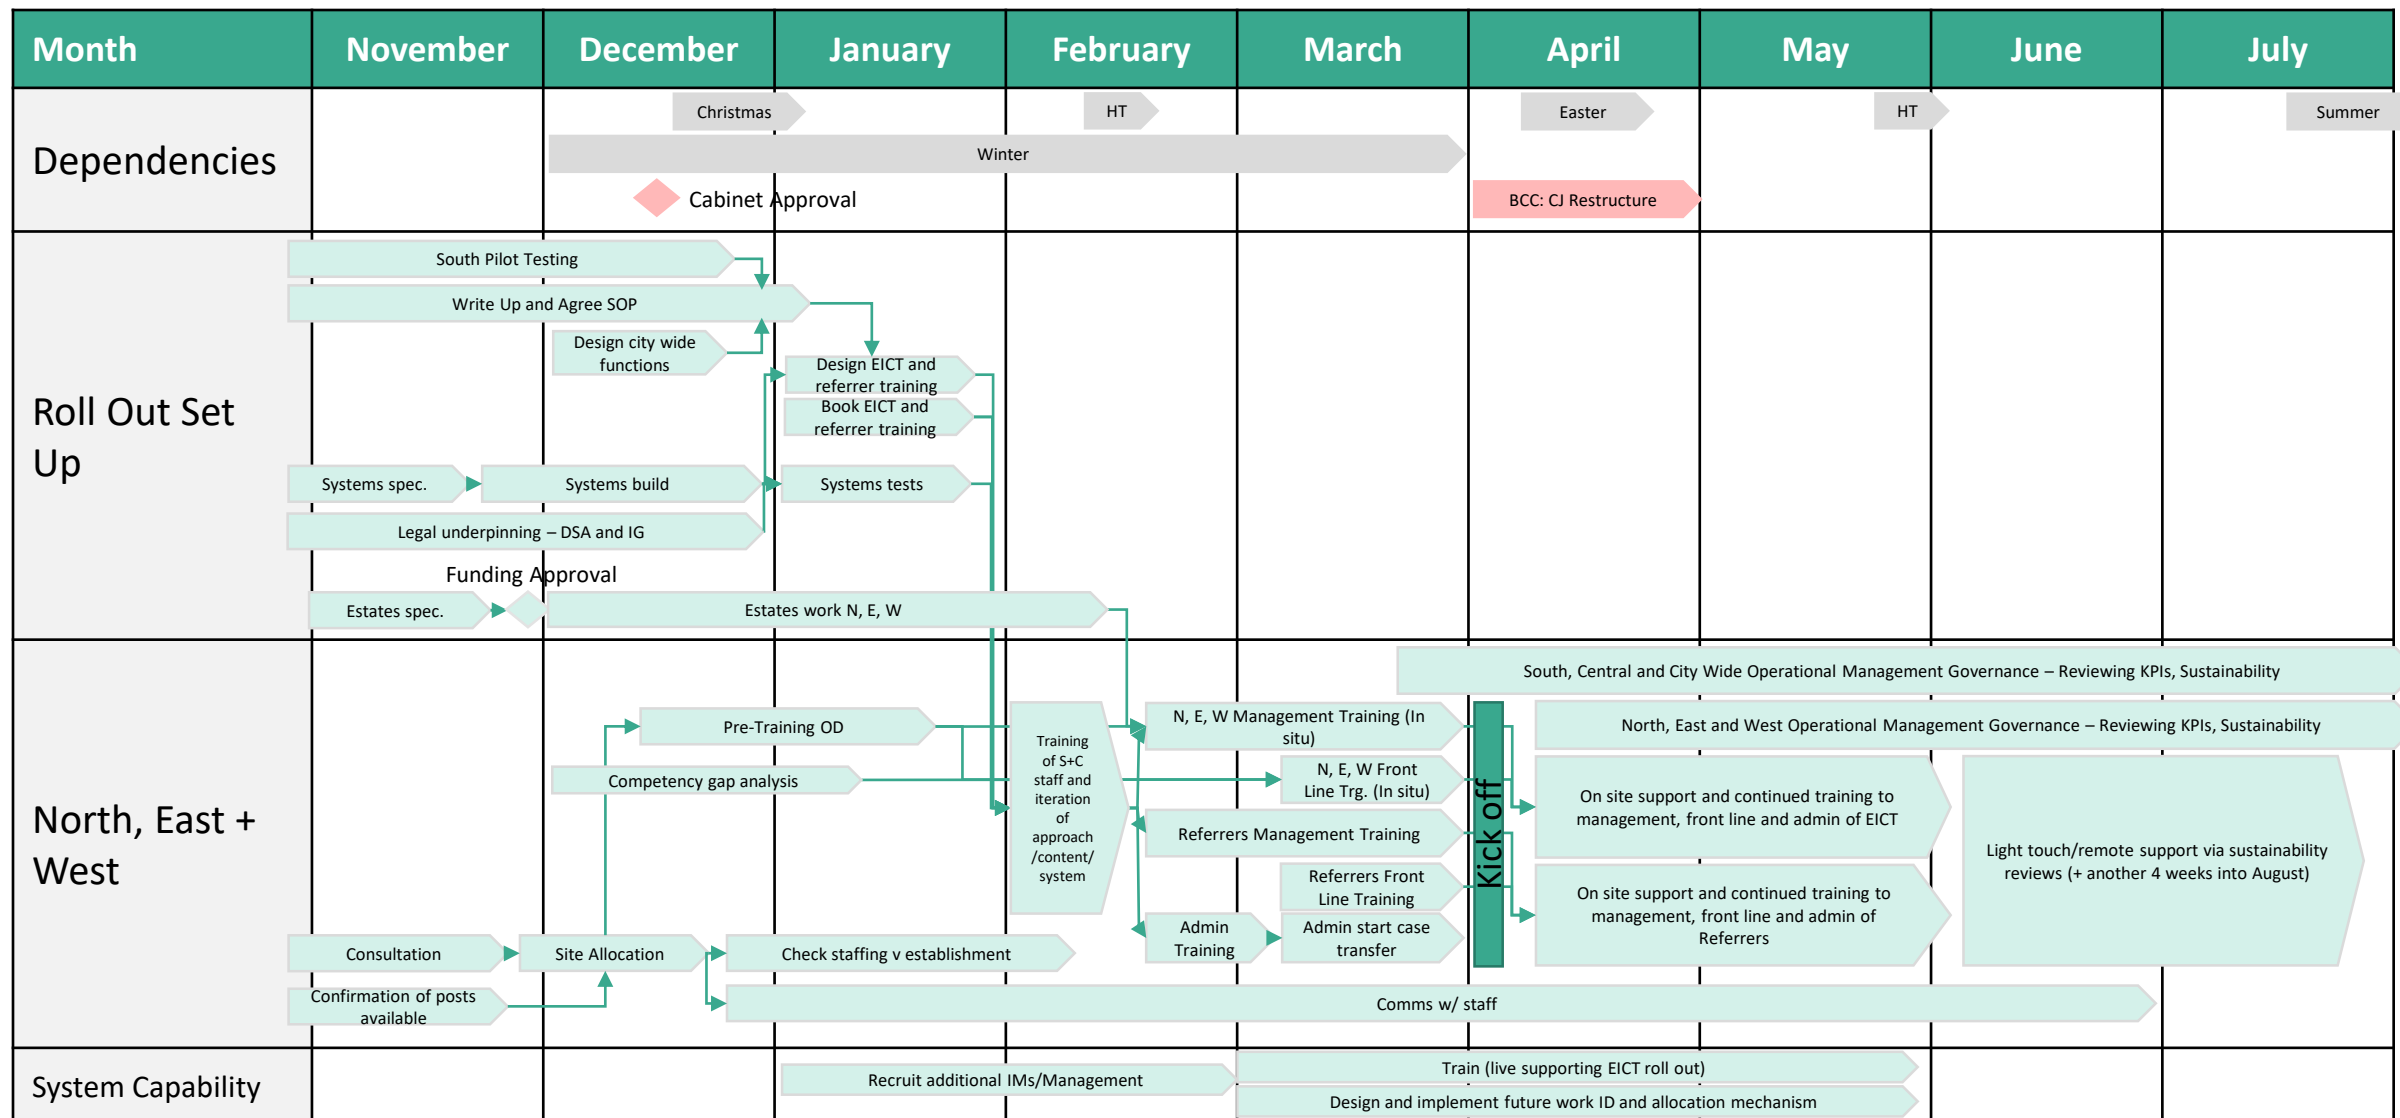 Month
November
December
January
February
March
April
May
June
July
Dependencies
Christmas
HT
Easter
HT
Summer
Winter
Cabinet Approval
BCC: CJ Restructure
Roll Out Set
Up
South Pilot Testing
Write Up and Agree SOP
Design city wide
functions
Design EICT and
referrer training
Book EICT and
referrer training
Systems spec.
Systems build
Systems tests
Legal underpinning – DSA and IG
Funding Approval
Estates spec.
Estates work N, E, W
North, East +
West
South, Central and City Wide Operational Management Governance – Reviewing KPIs, Sustainability
Pre-Training OD
Competency gap analysis
Training
of S+C
staff and
iteration
of
approach
/content/
system
N, E, W Management Training (In
situ)
N, E, W Front
Line Trg. (In situ)
Referrers Management Training
Referrers Front
Line Training
Admin
Training
Admin start case
transfer
Kick off
North, East and West Operational Management Governance – Reviewing KPIs, Sustainability
On site support and continued training to
management, front line and admin of EICT
On site support and continued training to
management, front line and admin of
Referrers
Light touch/remote support via sustainability
reviews (+ another 4 weeks into August)
Consultation
Site Allocation
Check staffing v establishment
Confirmation of posts
available
Comms w/ staff
System Capability
Recruit additional IMs/Management
Train (live supporting EICT roll out)
Design and implement future work ID and allocation mechanism